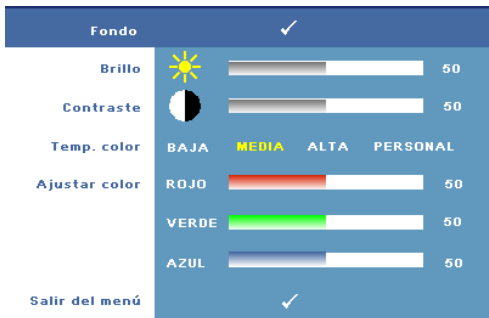 Fondo
Brillo 50
Contraste 50
Temp. color BAJA MEDIA ALTA PERSONAL
Ajustar color ROJO 50
VERDE 50
AZUL 50
Salir del menú